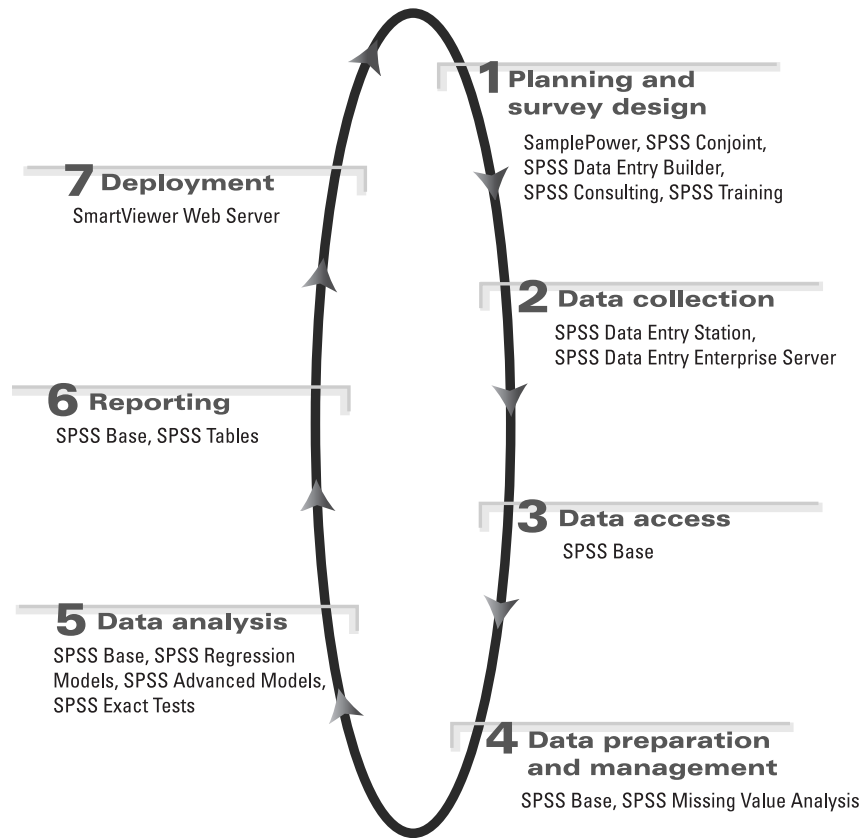 1 Planning and
survey design
SamplePower, SPSS Conjoint,
SPSS Data Entry Builder,
SPSS Consulting, SPSS Training
2 Data collection
SPSS Data Entry Station,
SPSS Data Entry Enterprise Server
3 Data access
SPSS Base
4 Data preparation
and management
SPSS Base, SPSS Missing Value Analysis
5 Data analysis
SPSS Base, SPSS Regression
Models, SPSS Advanced Models,
SPSS Exact Tests
6 Reporting
SPSS Base, SPSS Tables
7 Deployment
SmartViewer Web Server